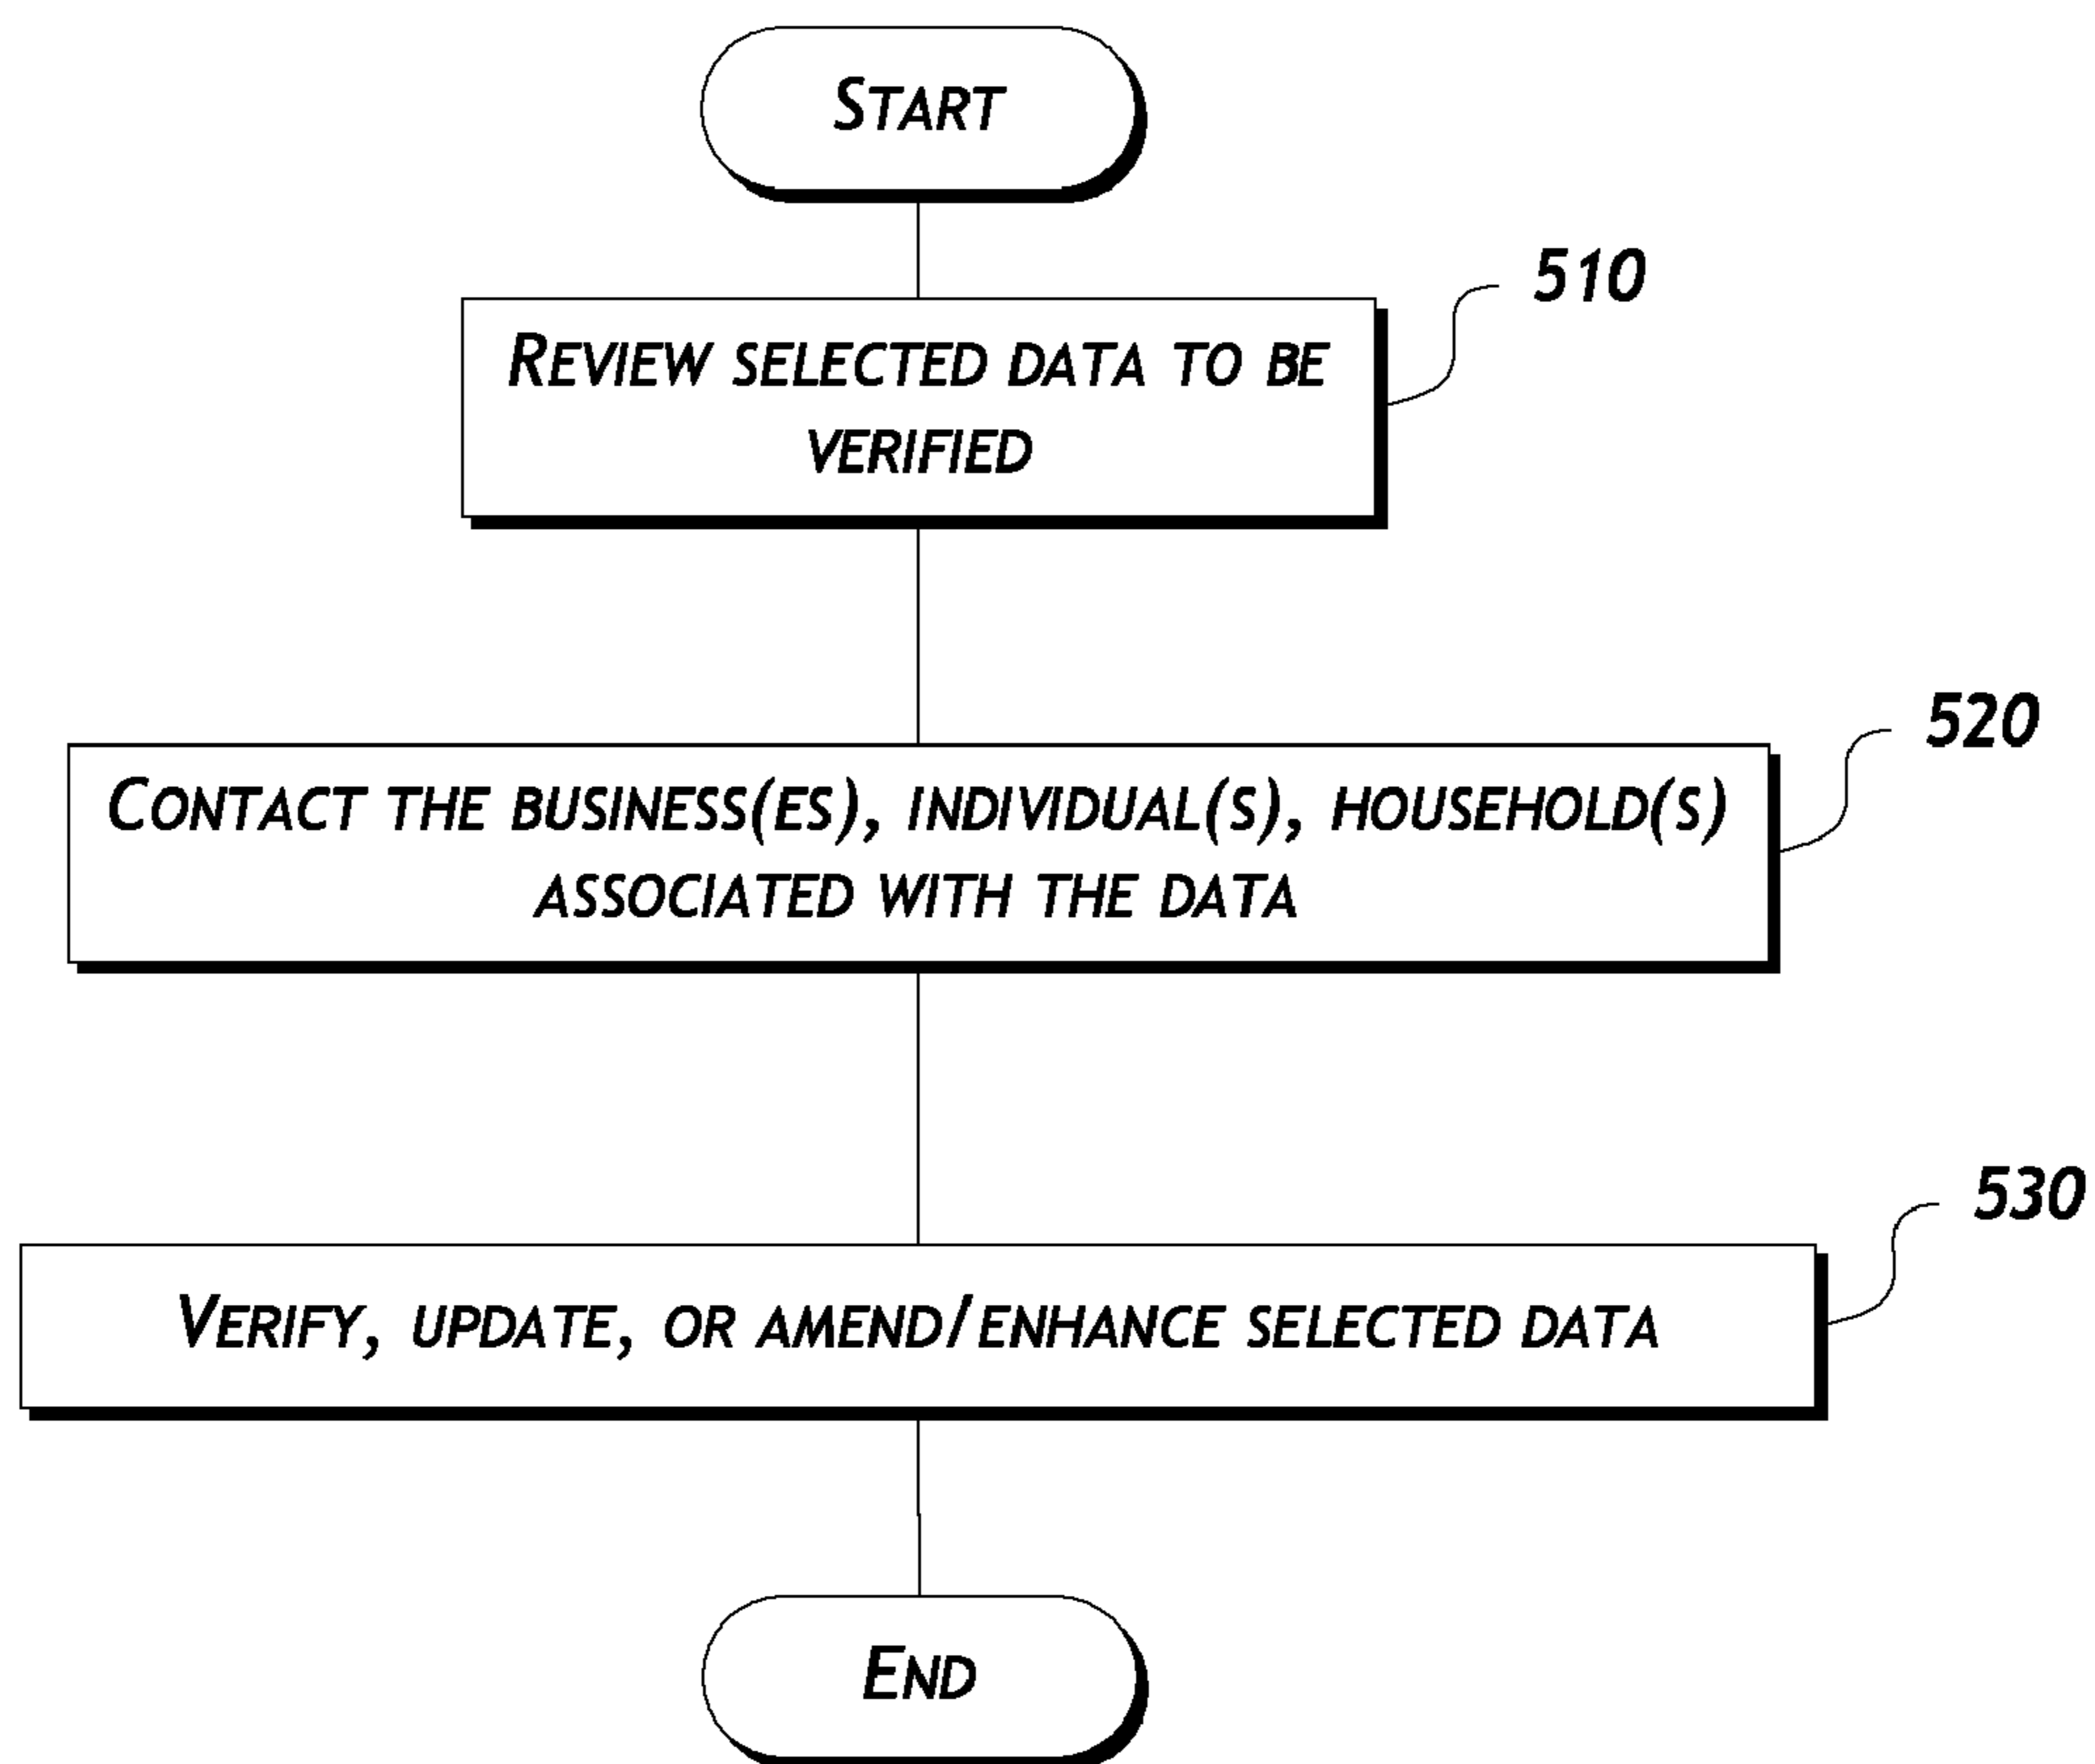 START
510
REVIEW SELECTED DATA TO BE
VERIFIED
520
CONTACT THE BUSINESS(ES), INDIVIDUAL(S), HOUSEHOLD(S)
ASSOCIATED WITH THE DATA
530
VERIFY, UPDATE, OR AMEND/ENHANCE SELECTED DATA
END